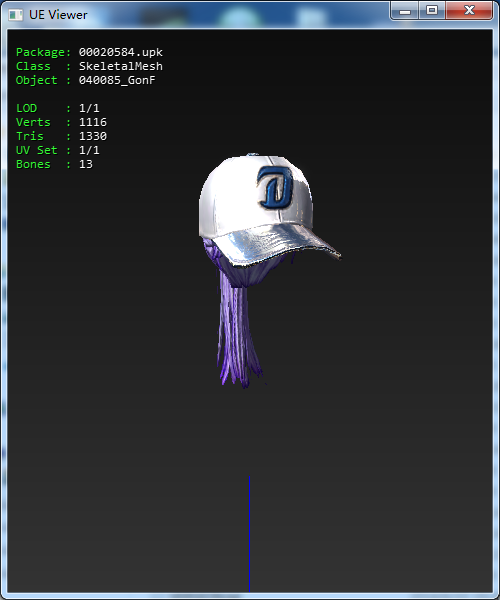 UE Viewer
Package: 00020584.upk
Class : SkeletalMesh
Object : 040085_GonF
LOD : 1/1
Verts : 1116
Tris : 1330
UV Set : 1/1
Bones : 13
D